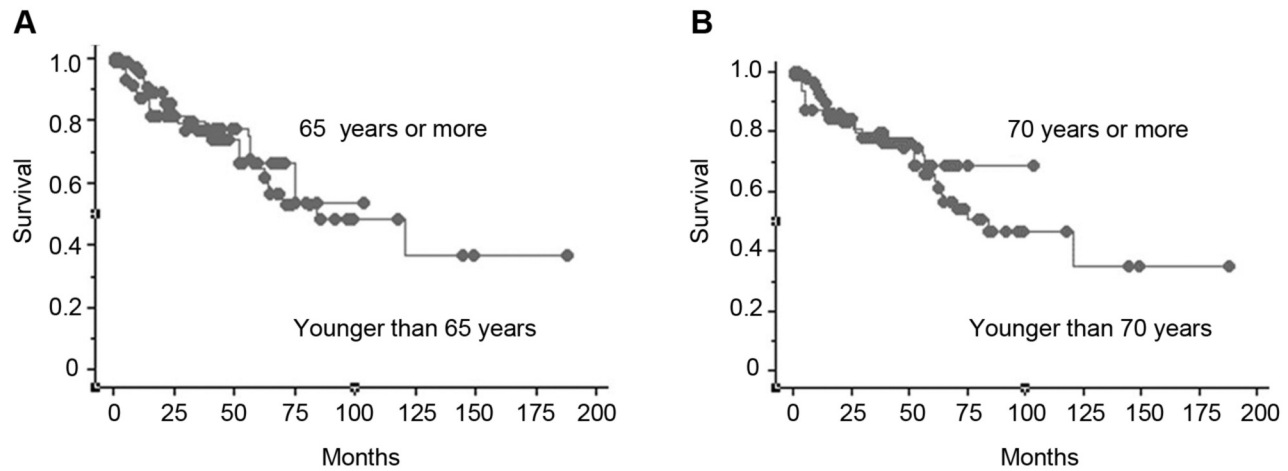 A
1.0
0.8
0.6
0.4
0.2
0
Survival
65 years or more
Younger than 65 years
0 25 50 75 100 125 150 175 200
Months
B
1.0
0.8
0.6
0.4
0.2
0
Survival
70 years or more
Younger than 70 years
0 25 50 75 100 125 150 175 200
Months